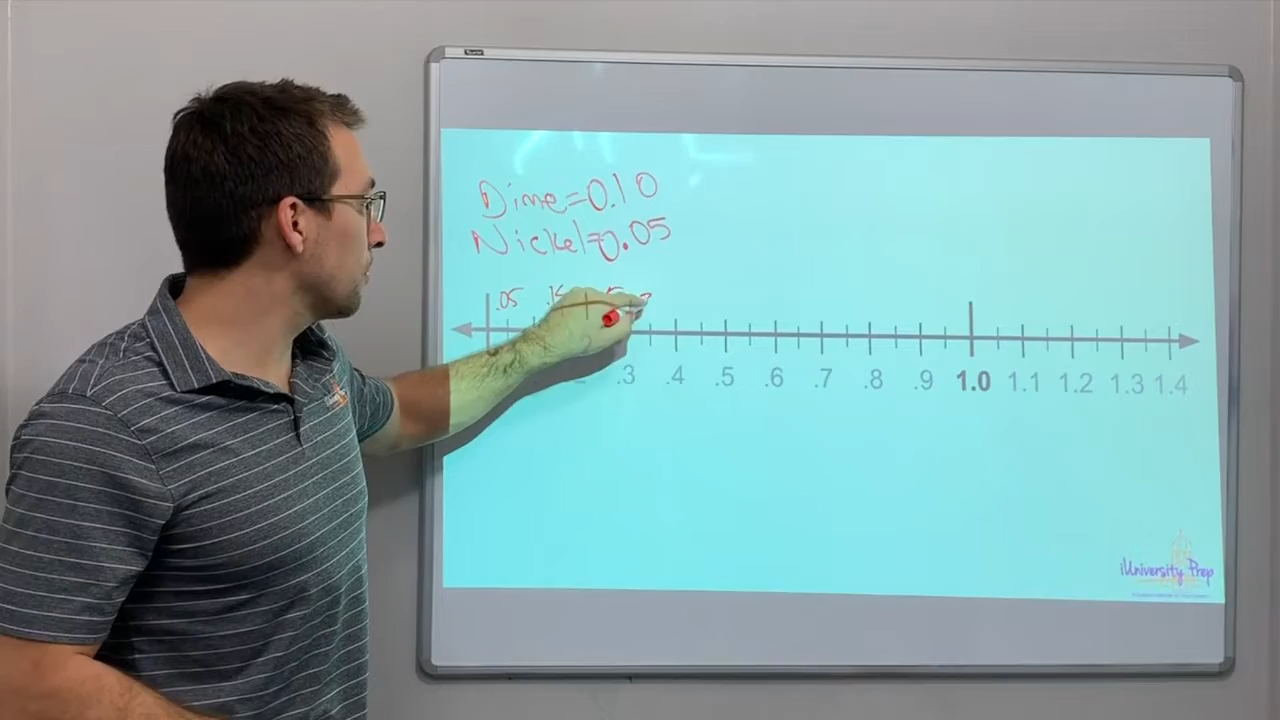 Dime=0.10
Nickel=0.05
.05
.3 .4 .5 .6 .7 .8 .9 1.0 1.1 1.2 1.3 1.4
iUniversity Prep